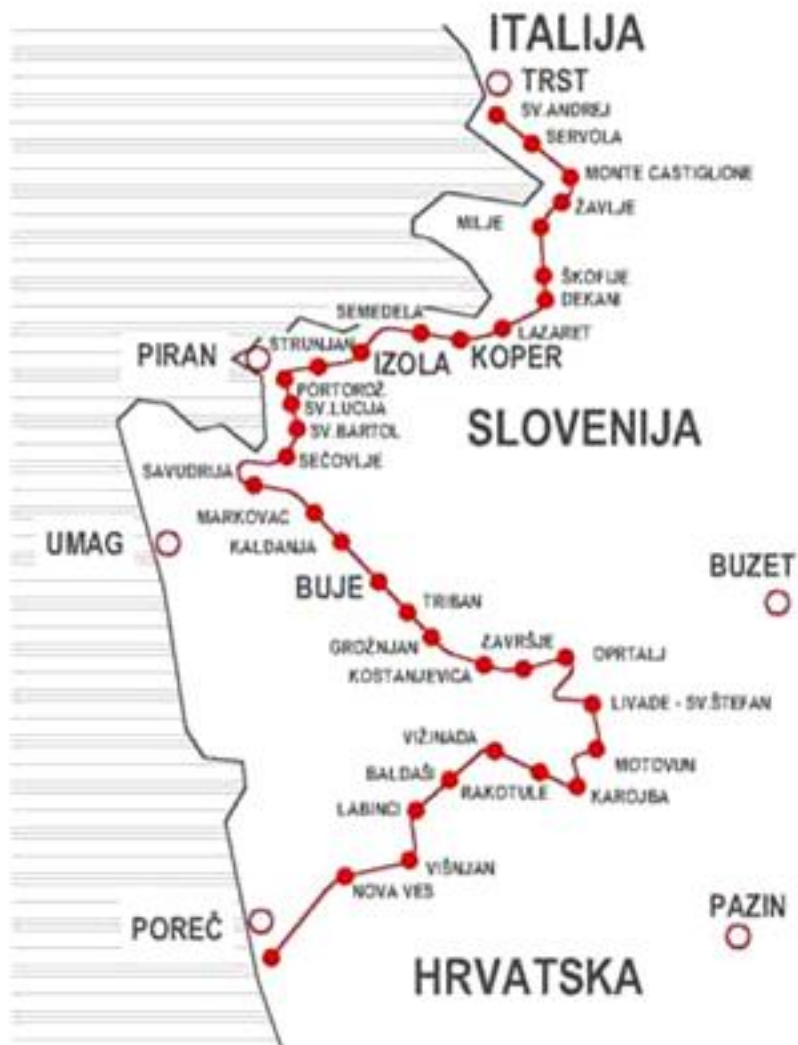 ITALIJA
TRST
SV.ANDREJ
SERVOLA
MONTE CASTIGLIONE
ŽAVLJE
MILJE
ŠKOFIJE
DEKANI
SEMEDELA
LAZARET
STRUNJAN
PIRAN
IZOLA
KOPER
PORTOROŽ
SV.LUCIJA
SLOVENIJA
SV.BARTOL
SEČOVLJE
SAVUDRIJA
MARKOVAC
UMAG
KALDANJA
BUZET
BUJE
TRIBAN
GROŽNJAN
ZAVRŠJE
OPRTALJ
KOSTANJEVICA
LIVADE - SV.ŠTEFAN
VIŽINADA
MOTOVUN
BALDAŠI
RAKOTULE
KAROJBA
LABINCI
VIŠNJAN
NOVA VES
POREČ
PAZIN
HRVATSKA